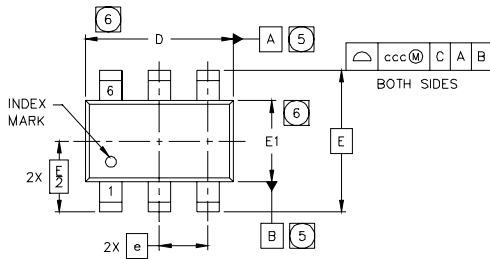 6
D
A 5
⌓ ccc Ⓜ C A B
BOTH SIDES
6
INDEX
MARK
E1
6
E
2X E/2
1
B 5
2X e